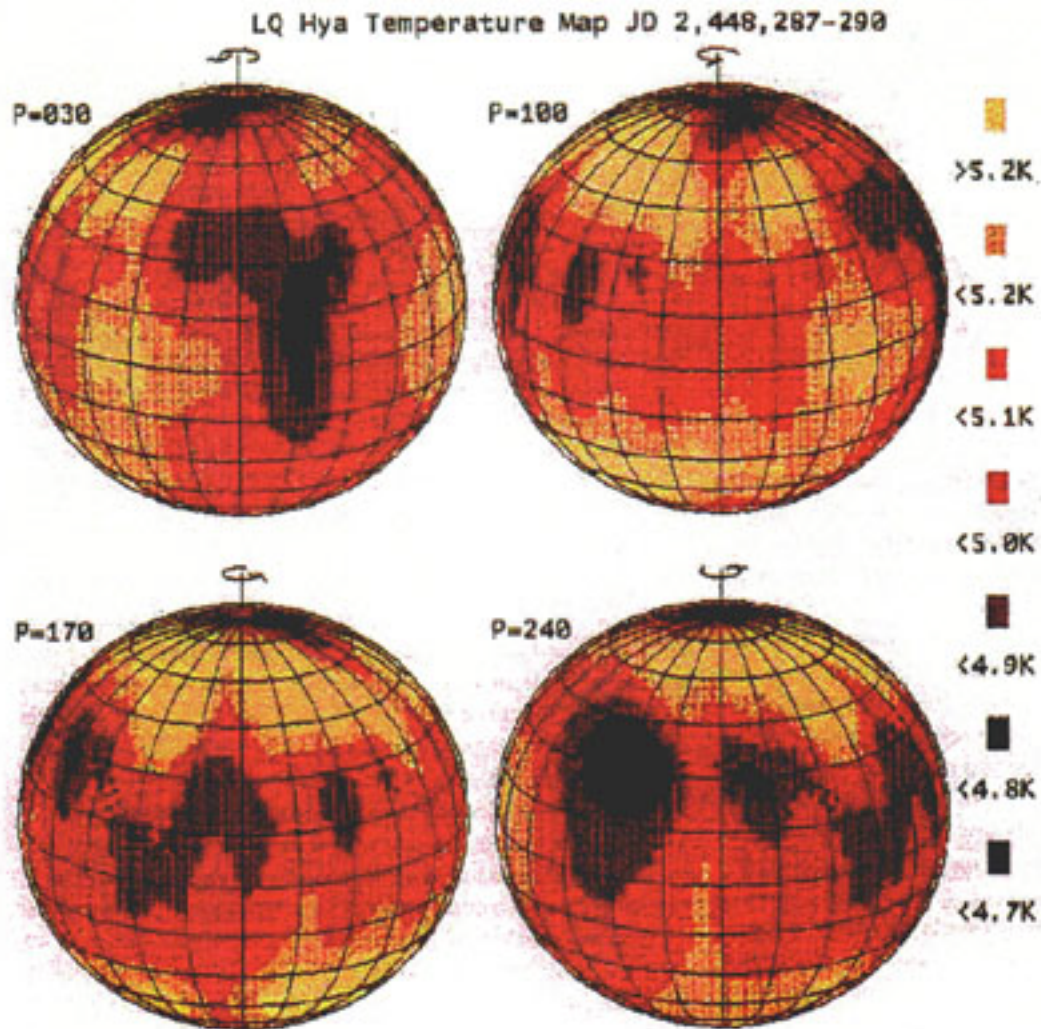 LQ Hya Temperature Map JD 2,448,287-290
P=030
P=100
>5.2K
<5.2K
<5.1K
<5.0K
P=170
P=240
<4.9K
<4.8K
<4.7K